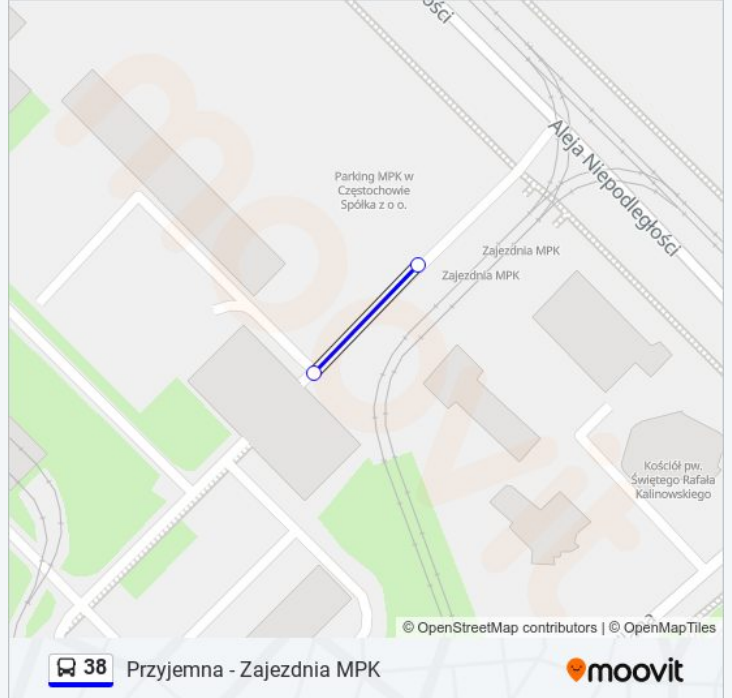 ości
Aleja Niepodległości
Parking MPK w
Częstochowie
Spółka z o o.
Zajezdnia MPK
Zajezdnia MPK
Kościół pw.
Świętego Rafała
Kalinowskiego
moovit
© OpenStreetMap contributors | © OpenMapTiles
38 Przyjemna - Zajezdnia MPK
moovit